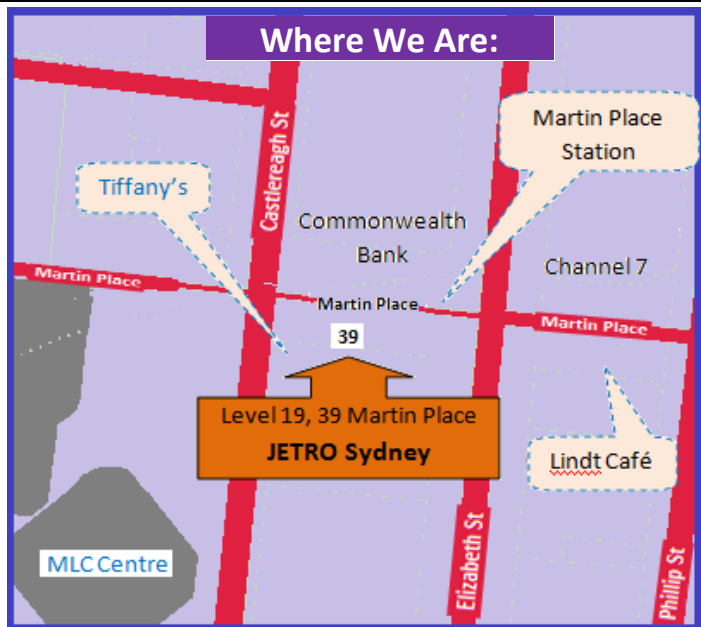 Where We Are:
Castlereagh St
Martin Place
Station
Tiffany's
Commonwealth
Bank
Channel 7
Martin Place
Martin Place
Martin Place
39
Level 19, 39 Martin Place
JETRO Sydney
Lindt Café
MLC Centre
Elizabeth St
Phillip St